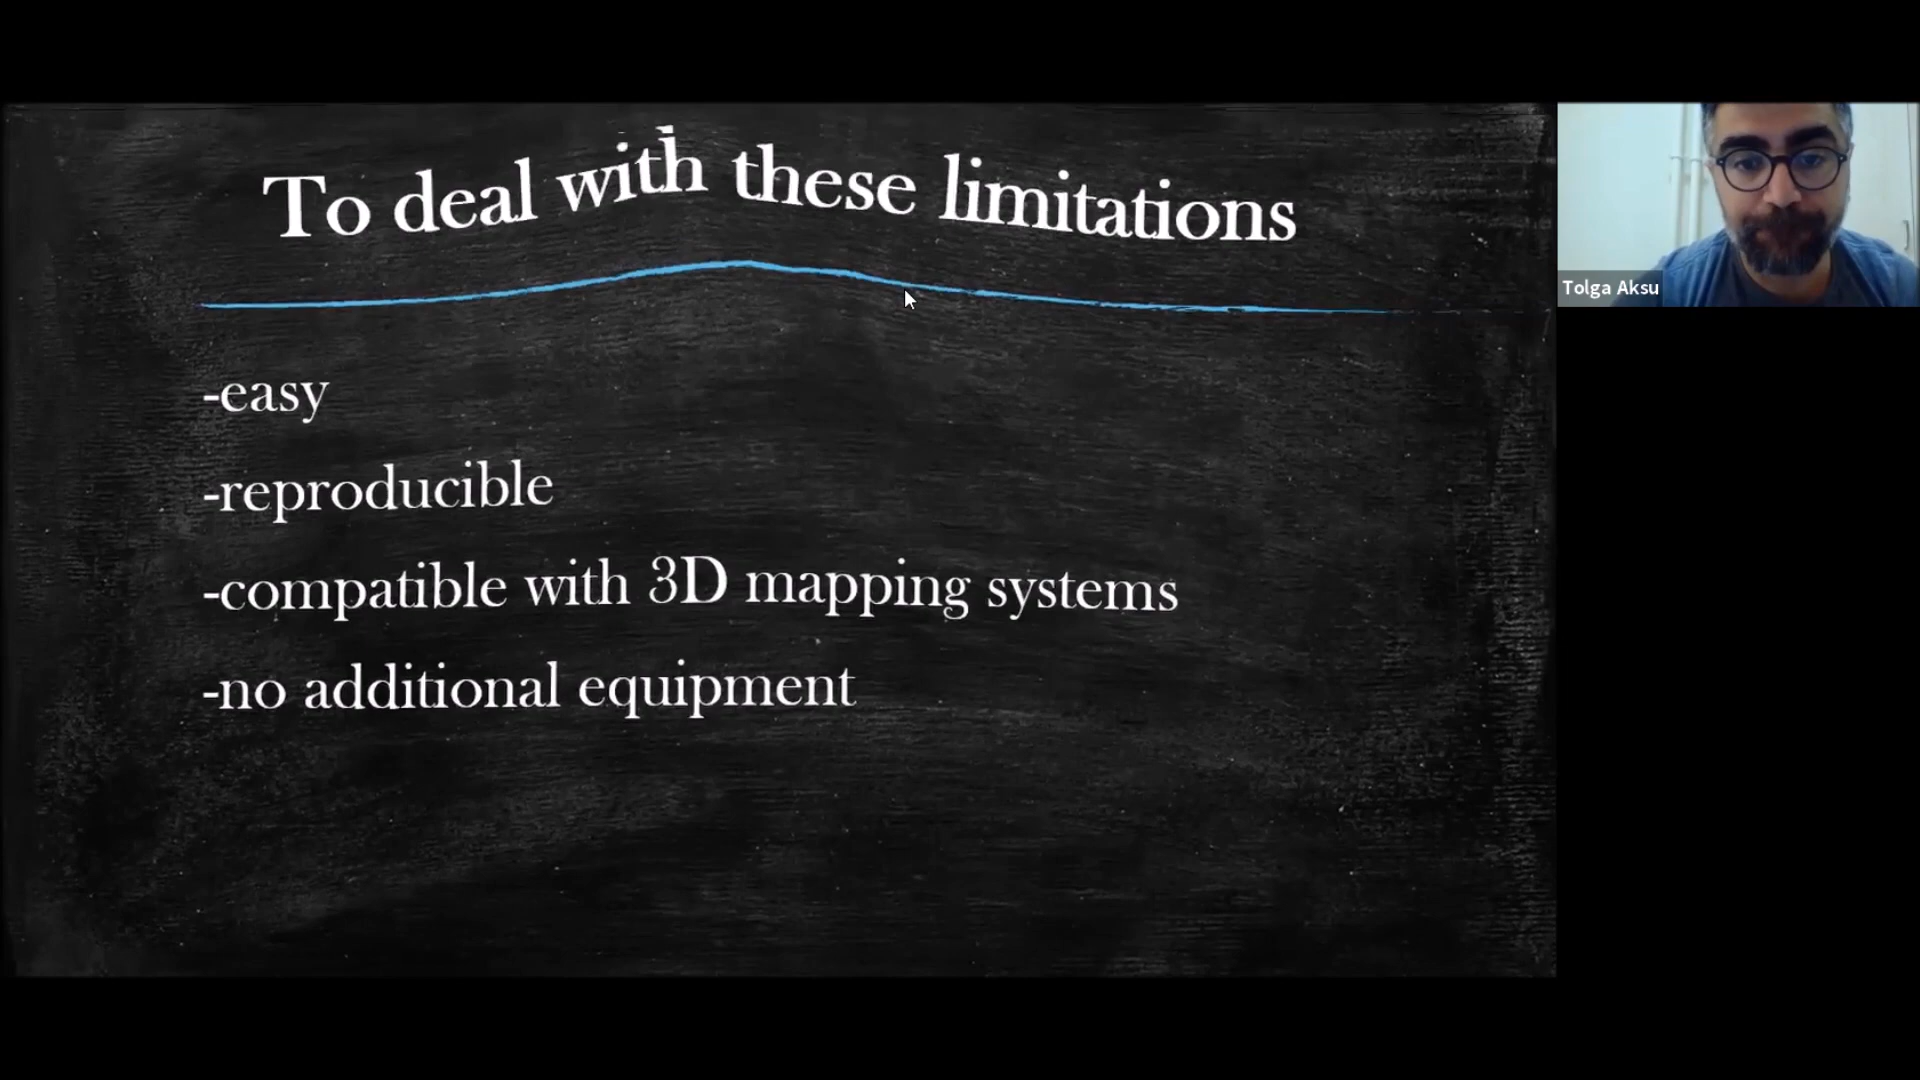 To deal with these limitations
-easy
-reproducible
-compatible with 3D mapping systems
-no additional equipment
Tolga Aksu